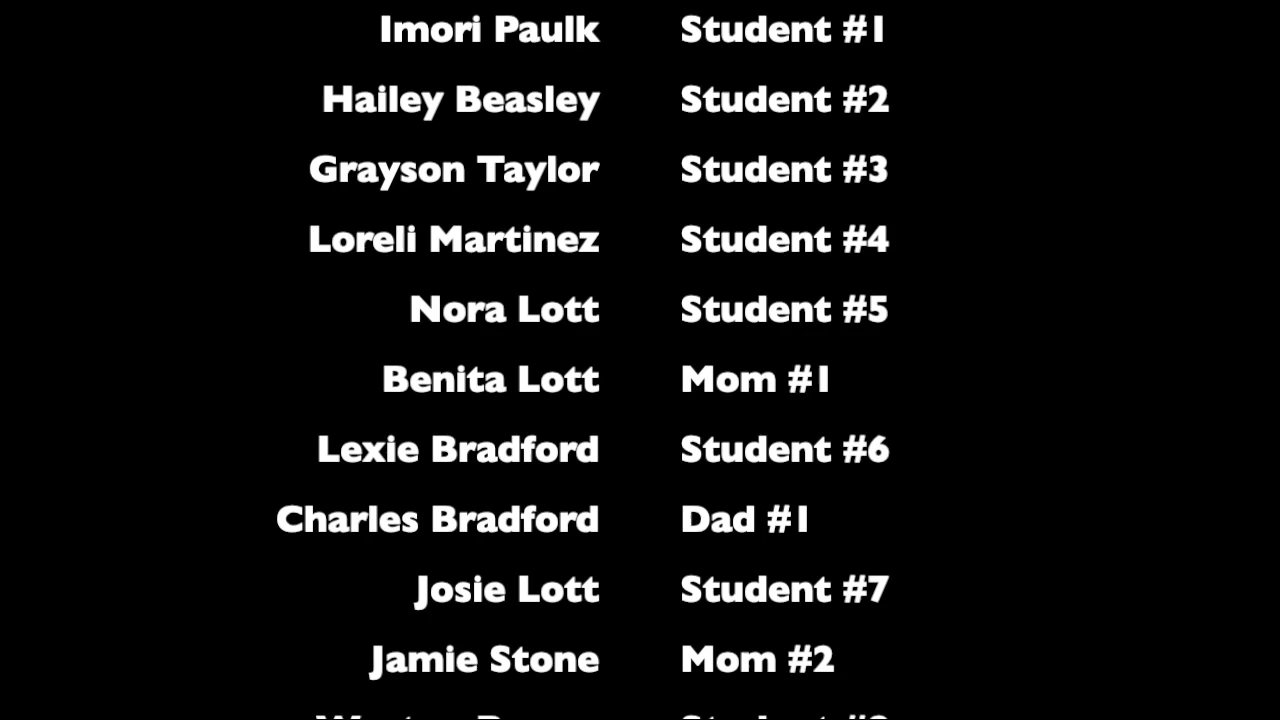 Imori Paulk Student #1
Hailey Beasley Student #2
Grayson Taylor Student #3
Loreli Martinez Student #4
Nora Lott Student #5
Benita Lott Mom #1
Lexie Bradford Student #6
Charles Bradford Dad #1
Josie Lott Student #7
Jamie Stone Mom #2